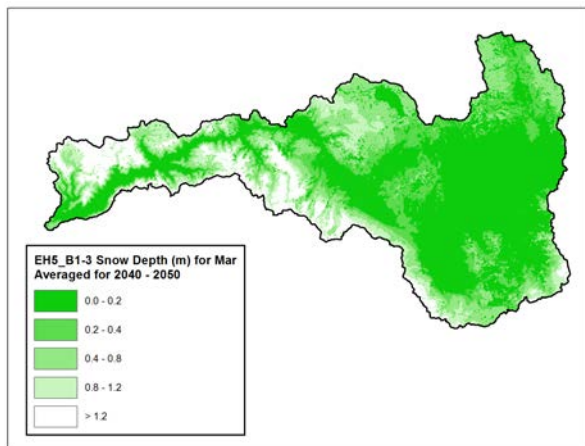 EH5_B1-3 Snow Depth (m) for Mar
Averaged for 2040 - 2050
0.0 - 0.2
0.2 - 0.4
0.4 - 0.8
0.8 - 1.2
> 1.2